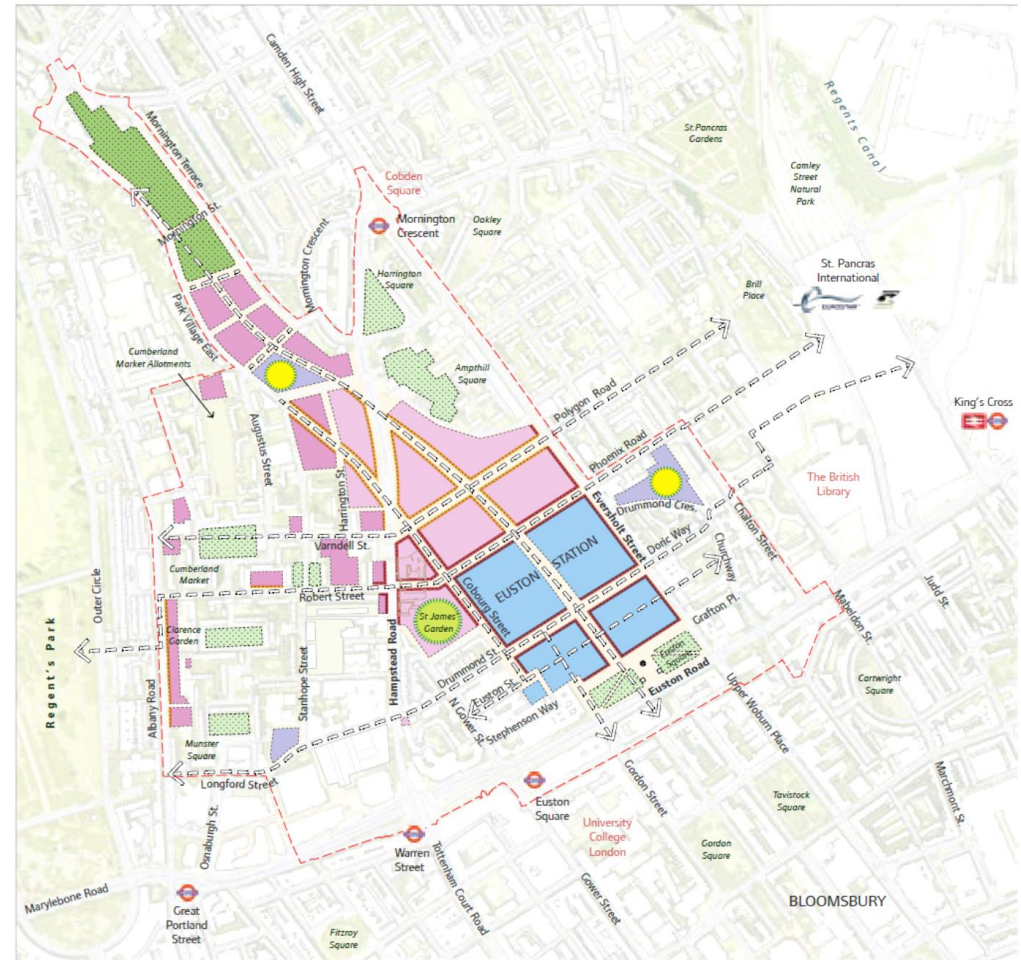 Camden High Street
Regents Canal
St.Pancras
Gardens
Camley
Street
Natural
Park
Mornington Terrace
Cobden
Square
Mornington
Crescent
Oakley
Square
Mornington St.
Mornington Crescent
Harrington
Square
St. Pancras
International
Brill
Place
Park Village East
Cumberland
Market Allotments
Ampthill
Square
Polygon Road
King's Cross
Augustus Street
Harrington St.
Phoenix Road
The British
Library
Drummond Cres.
Eversholt Street
Chalton Street
Doric Way
Churchway
Varndell St.
EUSTON STATION
Cumberland
Market
Robert Street
Cobourg Street
Outer Circle
Judd St.
Mabeldon St.
Grafton Pl.
St James
Garden
Clarence
Garden
Hampstead Road
Drummond St.
Euston
Square
Euston Road
Regent's Park
Stanhope Street
Euston St.
Cartwright
Square
Albany Road
N Gower St.
Stephenson Way
Upper Woburn Place
Munster
Square
Longford Street
Gordon Street
Marchmont St.
Euston
Square
Tavistock
Square
Osnaburgh St.
University
College
London
Warren
Street
Tottenham Court Road
Gordon
Square
Gower Street
Marylebone Road
BLOOMSBURY
Great
Portland
Street
Fitzroy
Square